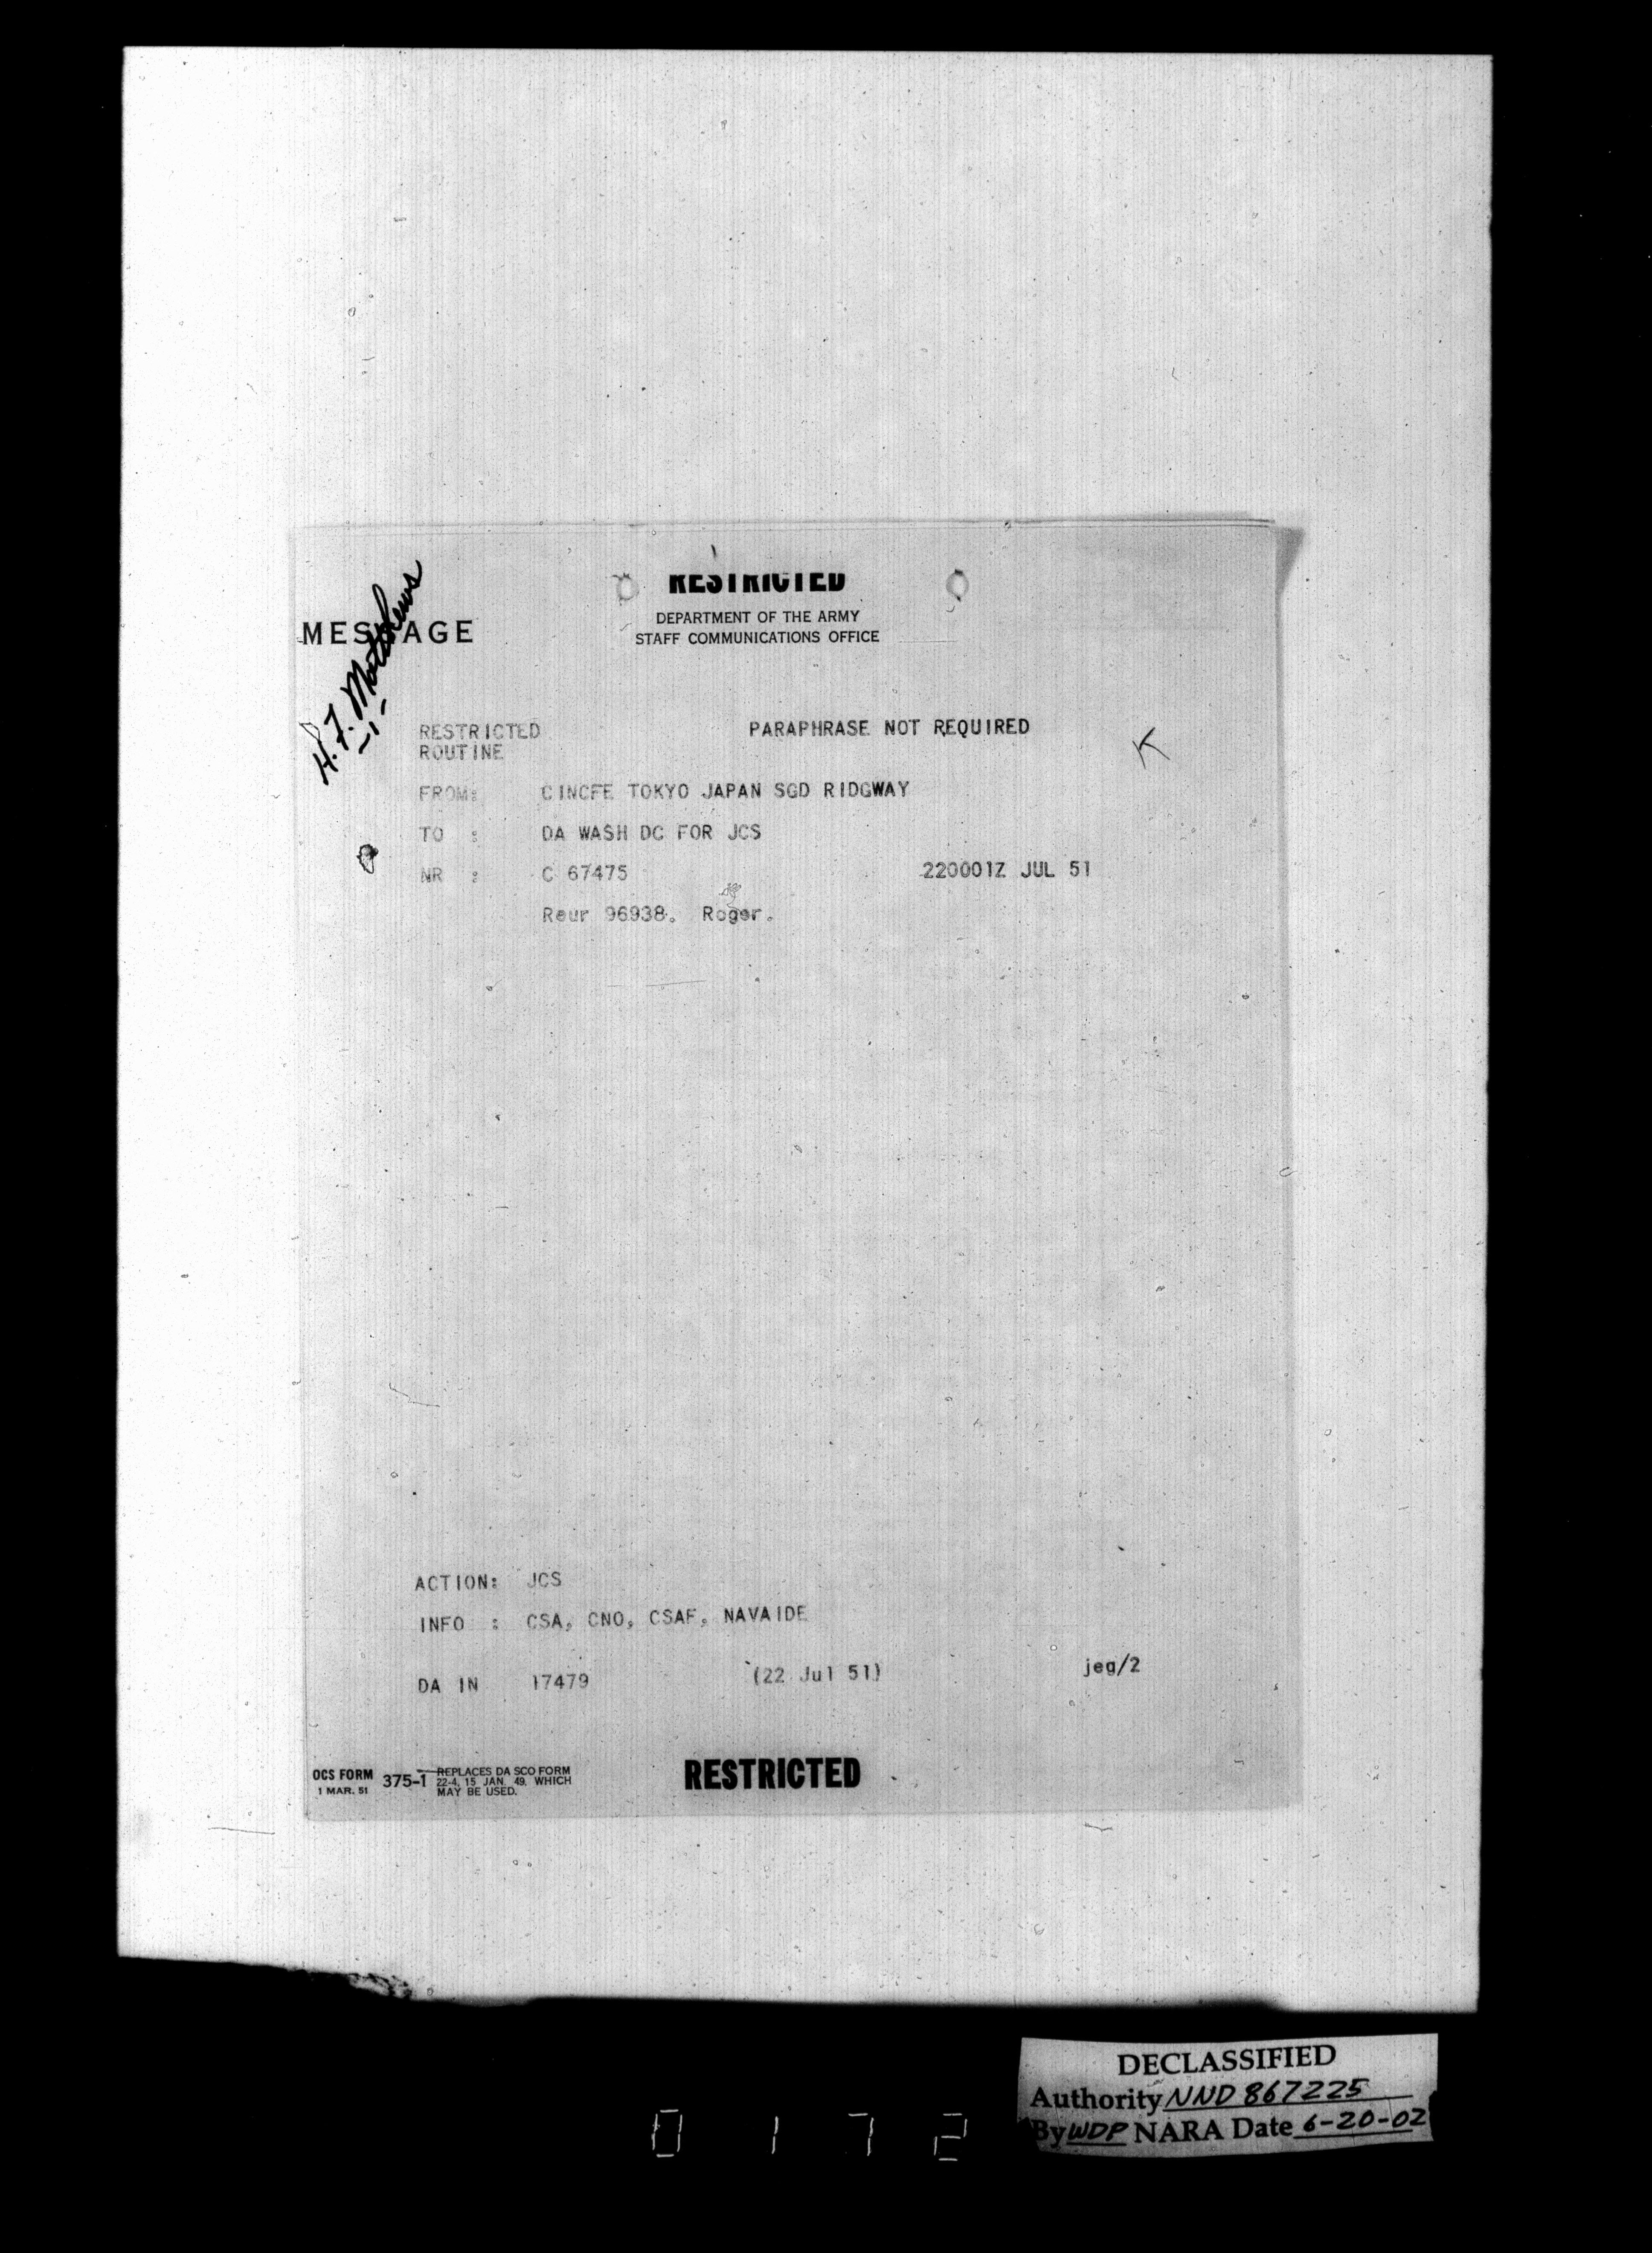 RESTRICTED
DEPARTMENT OF THE ARMY
STAFF COMMUNICATIONS OFFICE
MESSAGE
H. F. Matthews
-1-
RESTRICTED PARAPHRASE NOT REQUIRED
ROUTINE
K
FROM: CINCFE TOKYO JAPAN SGD RIDGWAY
TO : DA WASH DC FOR JCS
NR : C 67475 220001Z JUL 51
Reur 96938. Roger.
ACTION: JCS
INFO : CSA, CNO, CSAF, NAVAIDE
DA IN 17479 (22 Jul 51) jeg/2
OCS FORM 375-1 REPLACES DA SCO FORM
1 MAR. 51 22-4, 15 JAN. 49, WHICH
MAY BE USED.
RESTRICTED
DECLASSIFIED
Authority NND 867225
By WDP NARA Date 6-20-02
0172